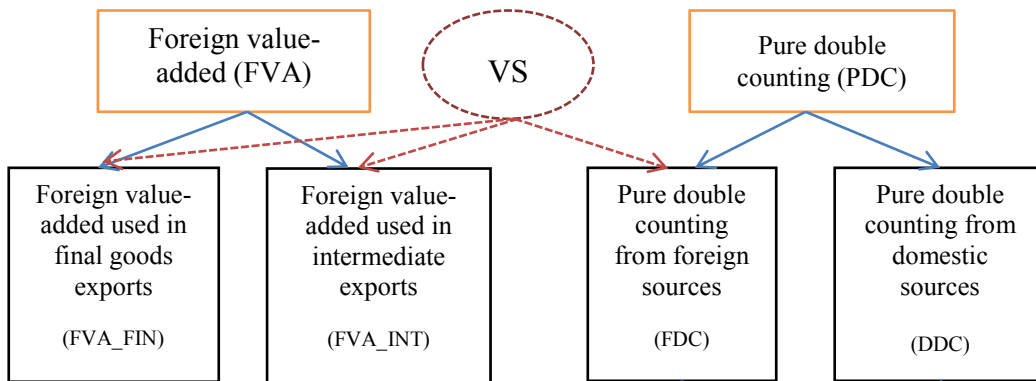 Foreign value-
added (FVA)
VS
Pure double
counting (PDC)
Foreign value-
added used in
final goods
exports
(FVA_FIN)
Foreign value-
added used in
intermediate
exports
(FVA_INT)
Pure double
counting
from foreign
sources
(FDC)
Pure double
counting from
domestic
sources
(DDC)